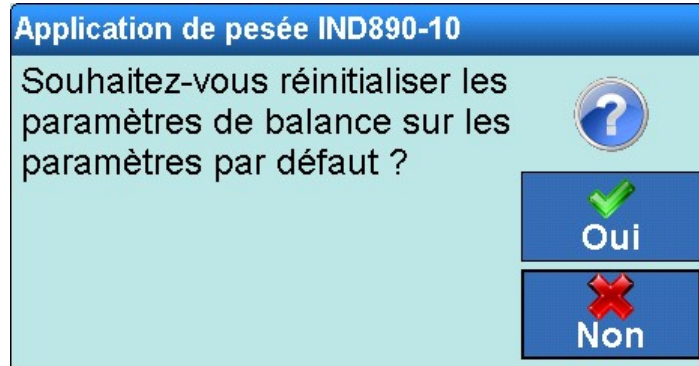 Application de pesée IND890-10
Souhaitez-vous réinitialiser les
paramètres de balance sur les
paramètres par défaut ?
?
Oui
Non